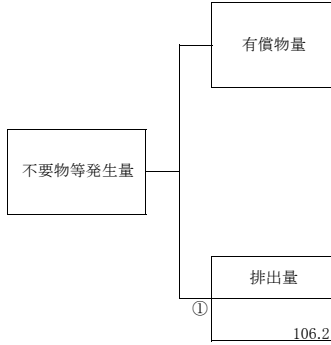 有償物量
不要物等発生量
排出量
①
106.2